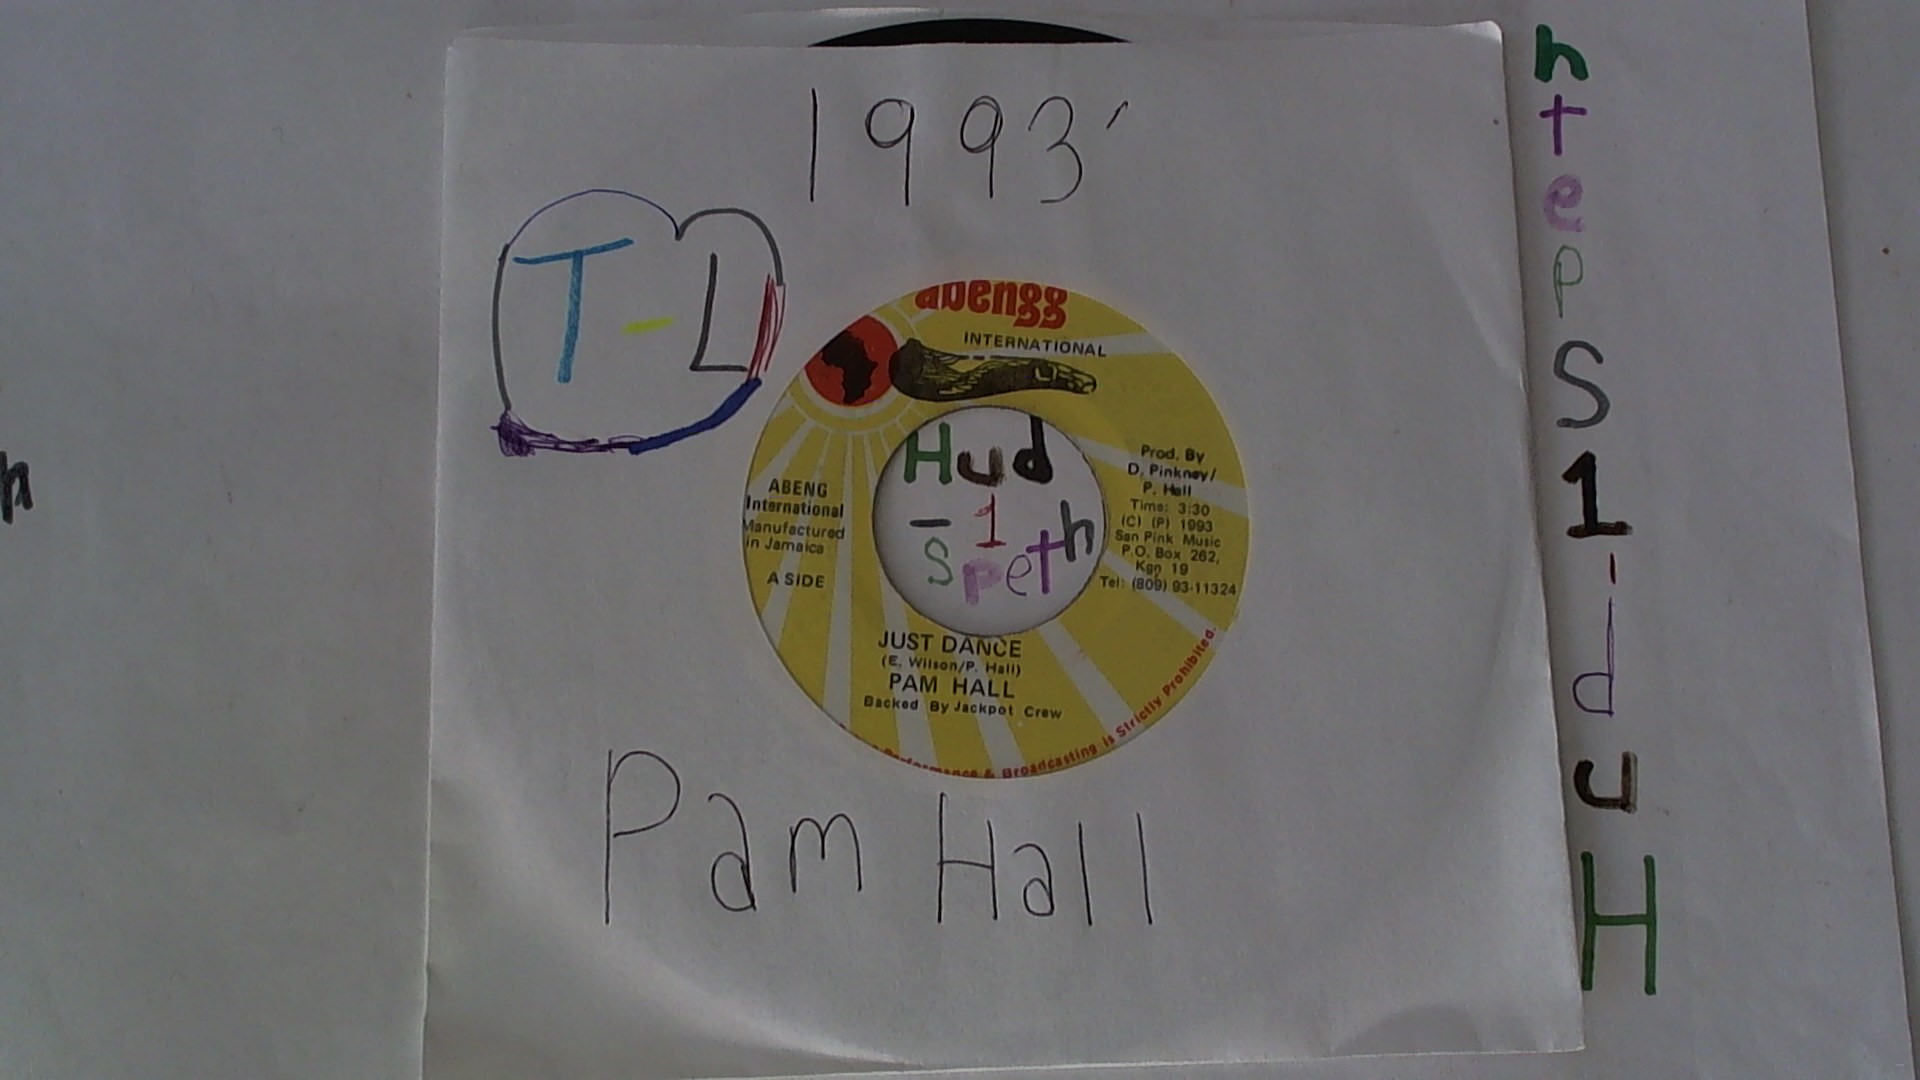 1993'
T-L
abengg
INTERNATIONAL
Hud
-1
speth
ABENG
International
Manufactured
in Jamaica
A SIDE
Prod. By
D. Pinkney/
P. Hall
Time: 3:30
(C) (P) 1993
San Pink Music
P.O. Box 262,
Kgn 19
Tel: (809) 93-11324
JUST DANCE
(E. Wilson/P. Hall)
PAM HALL
Backed By Jackpot Crew
Performance & Broadcasting is Strictly Prohibited.
Pam Hall
h
t
e
P
S
1
-
d
u
H
n